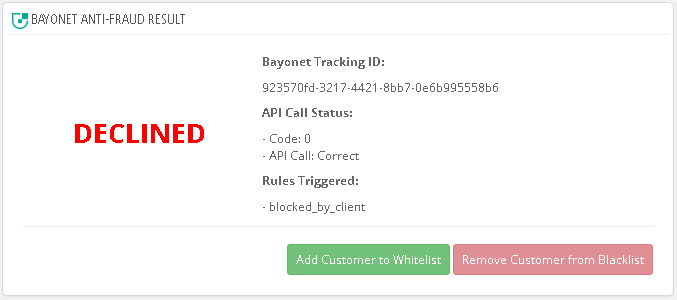 BAYONET ANTI-FRAUD RESULT
DECLINED
Bayonet Tracking ID:
923570fd-3217-4421-8bb7-0e6b995558b6
API Call Status:
- Code: 0
- API Call: Correct
Rules Triggered:
- blocked_by_client
Add Customer to Whitelist
Remove Customer from Blacklist